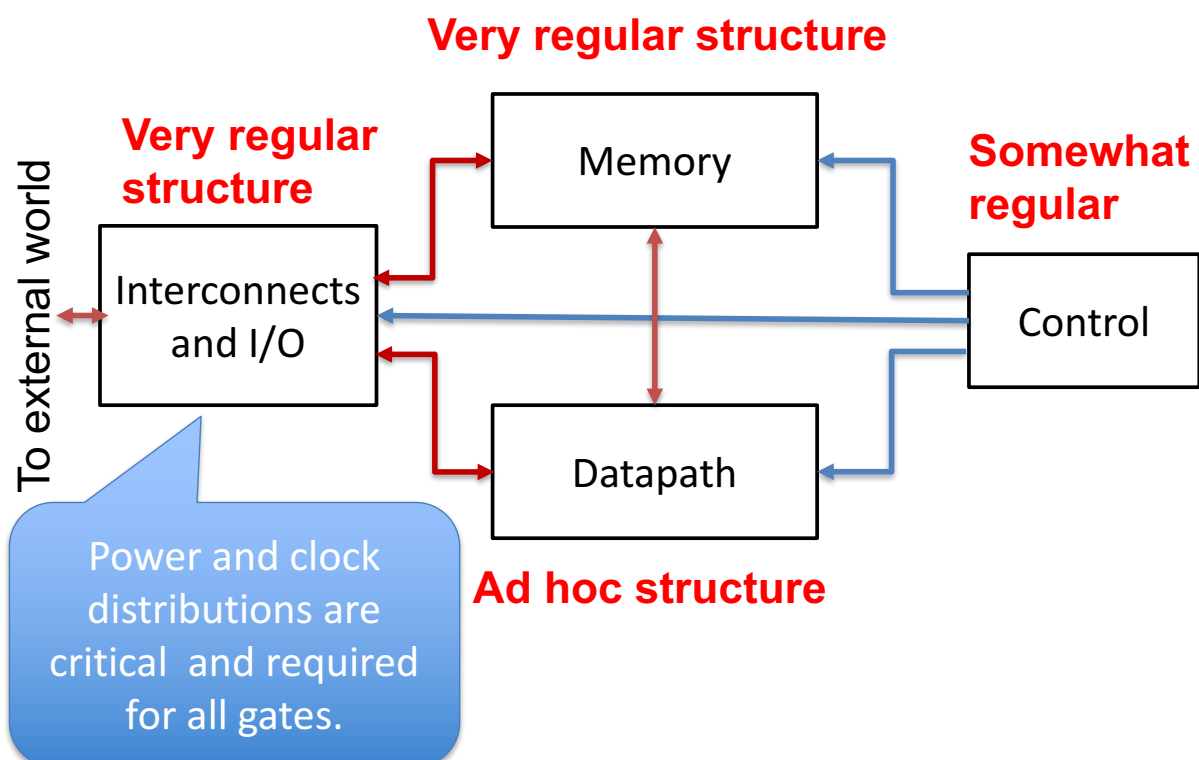 Very regular structure
Very regular
structure
Memory
Somewhat
regular
To external world
Interconnects
and I/O
Control
Datapath
Ad hoc structure
Power and clock
distributions are
critical and required
for all gates.